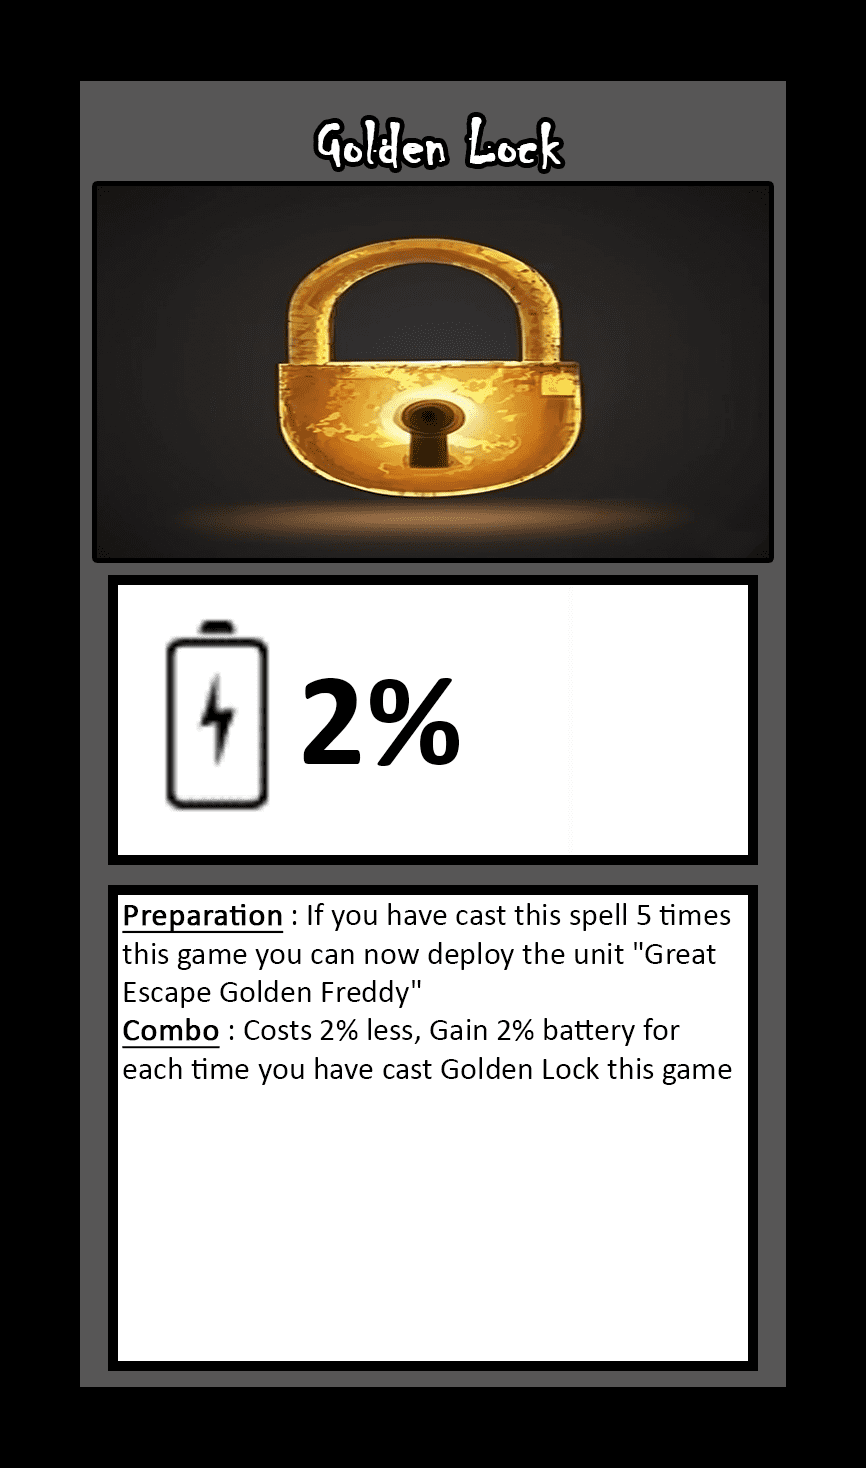 Golden Lock
2%
Preparation : If you have cast this spell 5 times
this game you can now deploy the unit "Great
Escape Golden Freddy"
Combo : Costs 2% less, Gain 2% battery for
each time you have cast Golden Lock this game